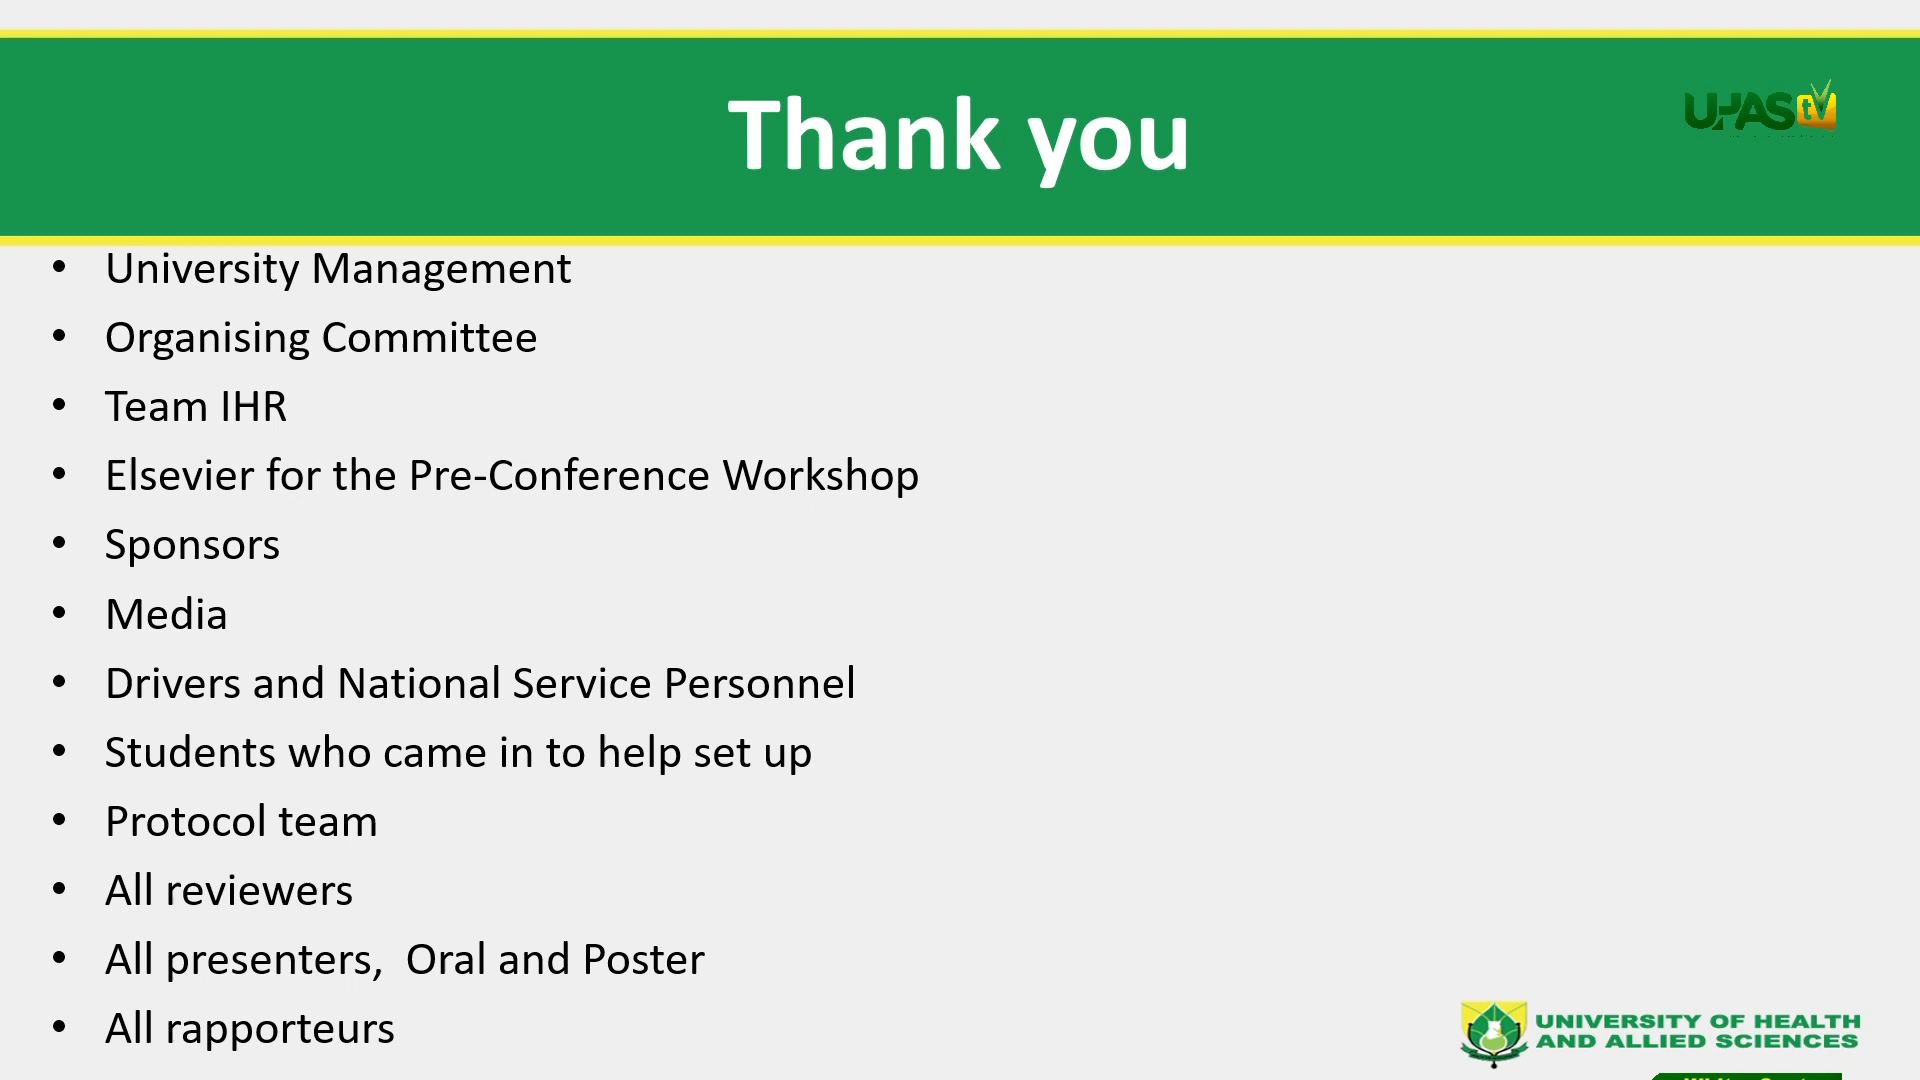 Thank you
UHAS tv
• University Management
• Organising Committee
• Team IHR
• Elsevier for the Pre-Conference Workshop
• Sponsors
• Media
• Drivers and National Service Personnel
• Students who came in to help set up
• Protocol team
• All reviewers
• All presenters,  Oral and Poster
• All rapporteurs
UNIVERSITY OF HEALTH
AND ALLIED SCIENCES